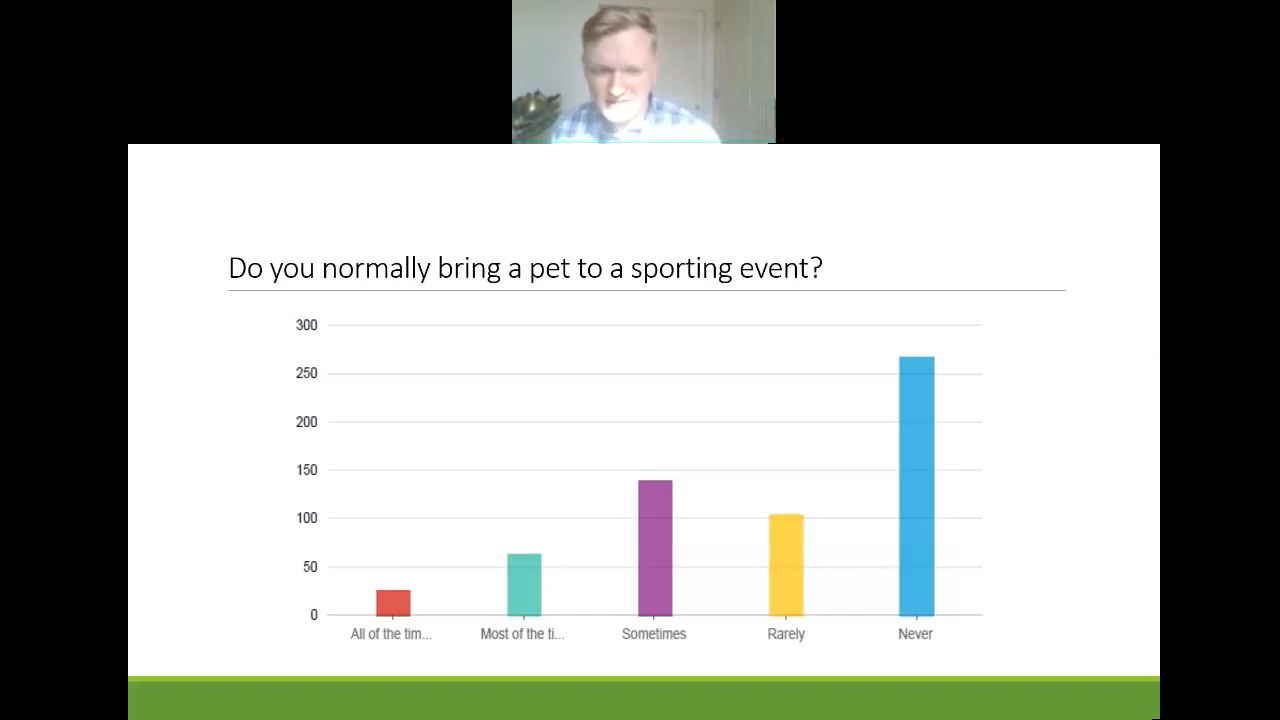 Do you normally bring a pet to a sporting event?
300
250
200
150
100
50
0
All of the tim...
Most of the ti...
Sometimes
Rarely
Never